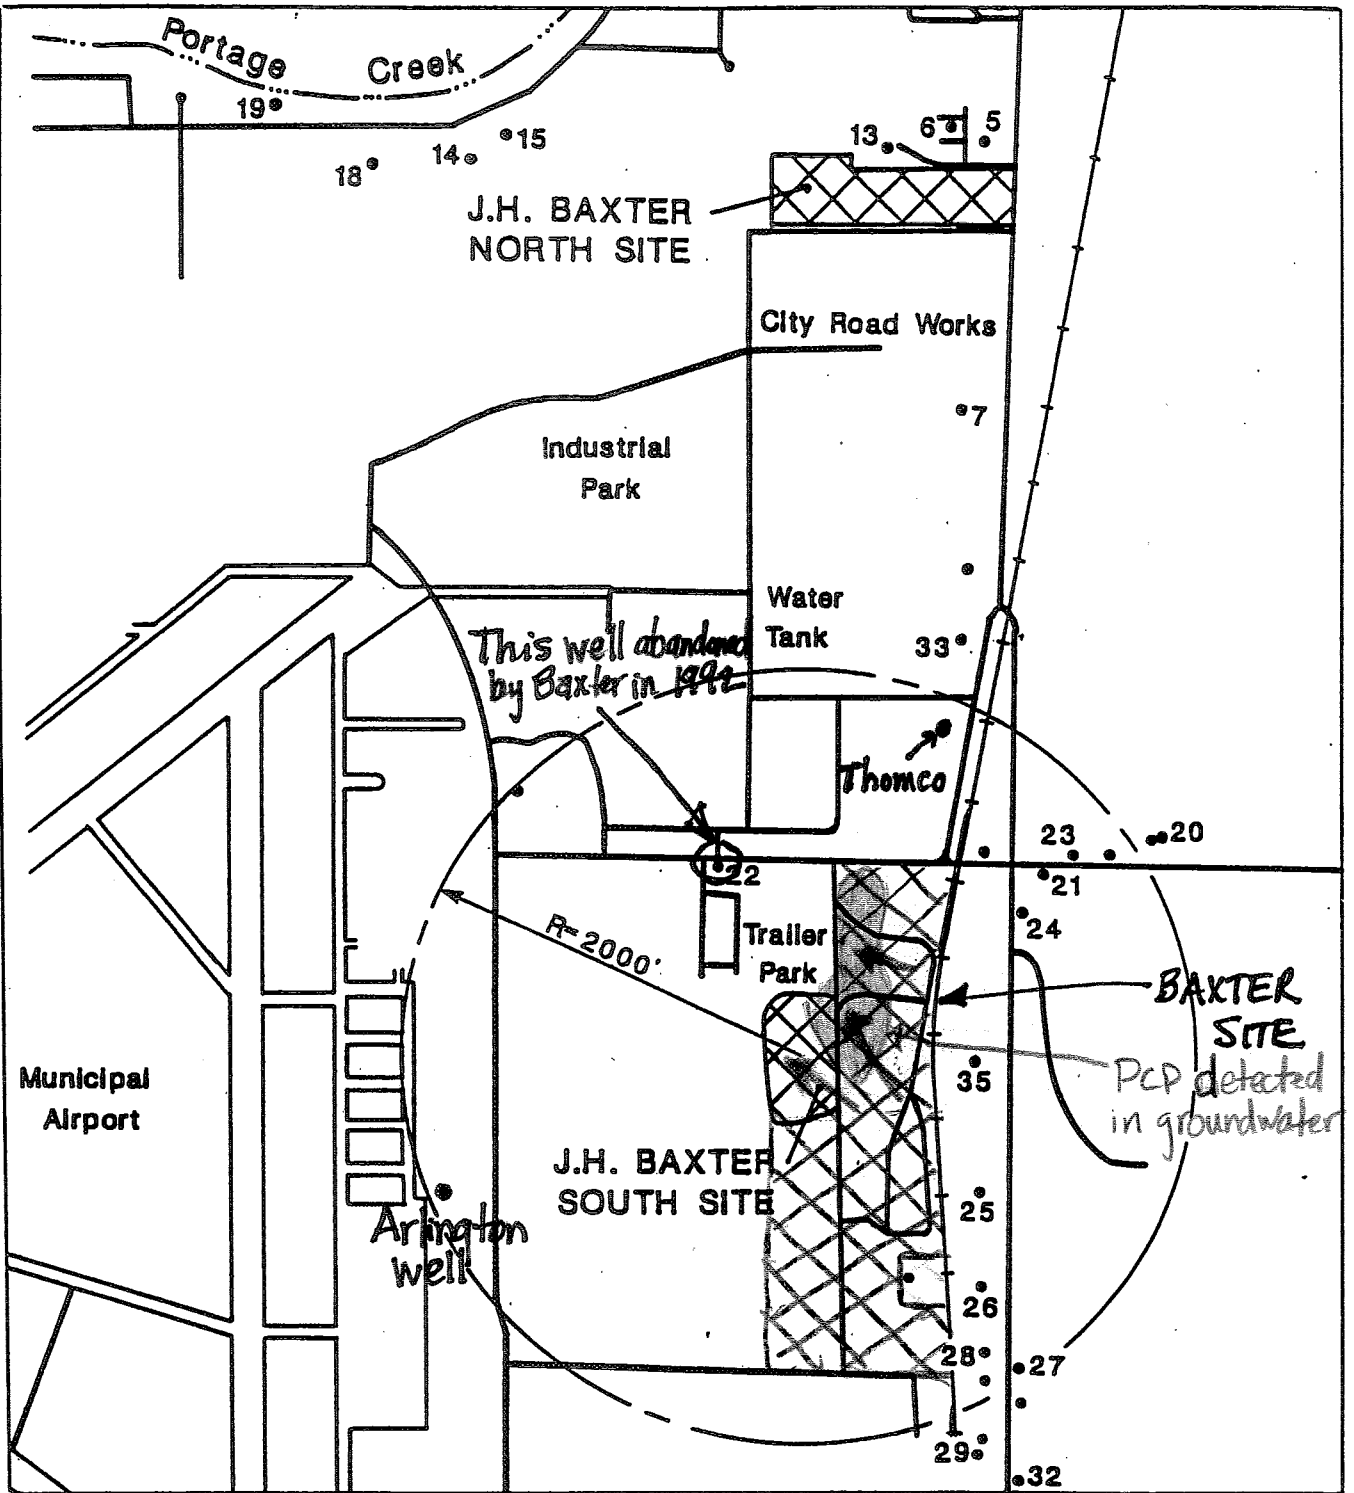 Portage Creek
19
18
14
15
13
6
5
J.H. BAXTER
NORTH SITE
City Road Works
7
Industrial
Park
Water
Tank
33
This well abandoned
by Baxter in
Thomco
23
20
22
21
24
Trailer
Park
R=2000'
BAXTER
SITE
PCP detected
in groundwater
35
Municipal
Airport
J.H. BAXTER
SOUTH SITE
Arlington
well
25
26
28
27
29
32